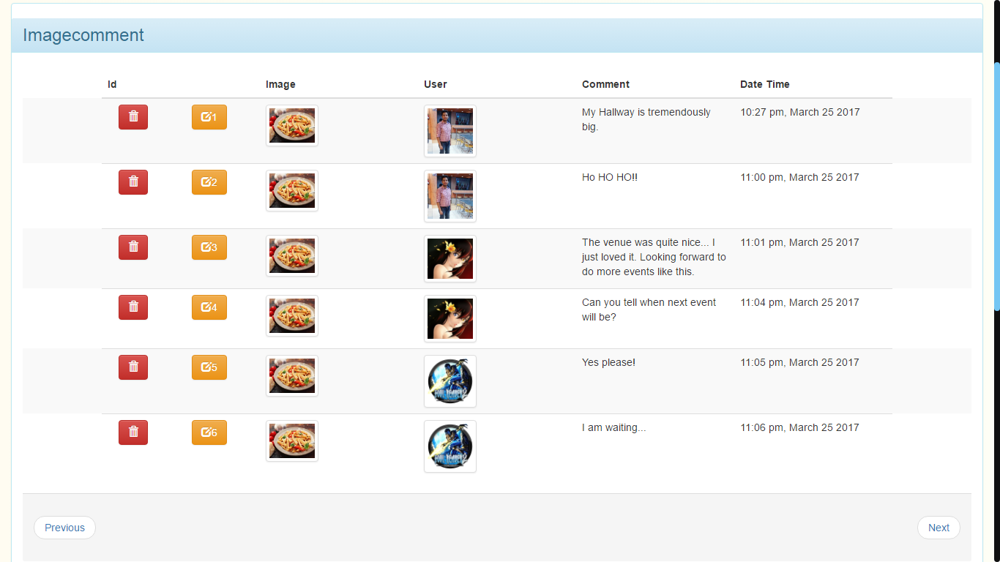 Imagecomment
Id Image User Comment Date Time
1 My Hallway is tremendously 10:27 pm, March 25 2017
big.
2 Ho HO HO!! 11:00 pm, March 25 2017
3 The venue was quite nice... I 11:01 pm, March 25 2017
just loved it. Looking forward to
do more events like this.
4 Can you tell when next event 11:04 pm, March 25 2017
will be?
5 Yes please! 11:05 pm, March 25 2017
6 I am waiting... 11:06 pm, March 25 2017
Previous Next